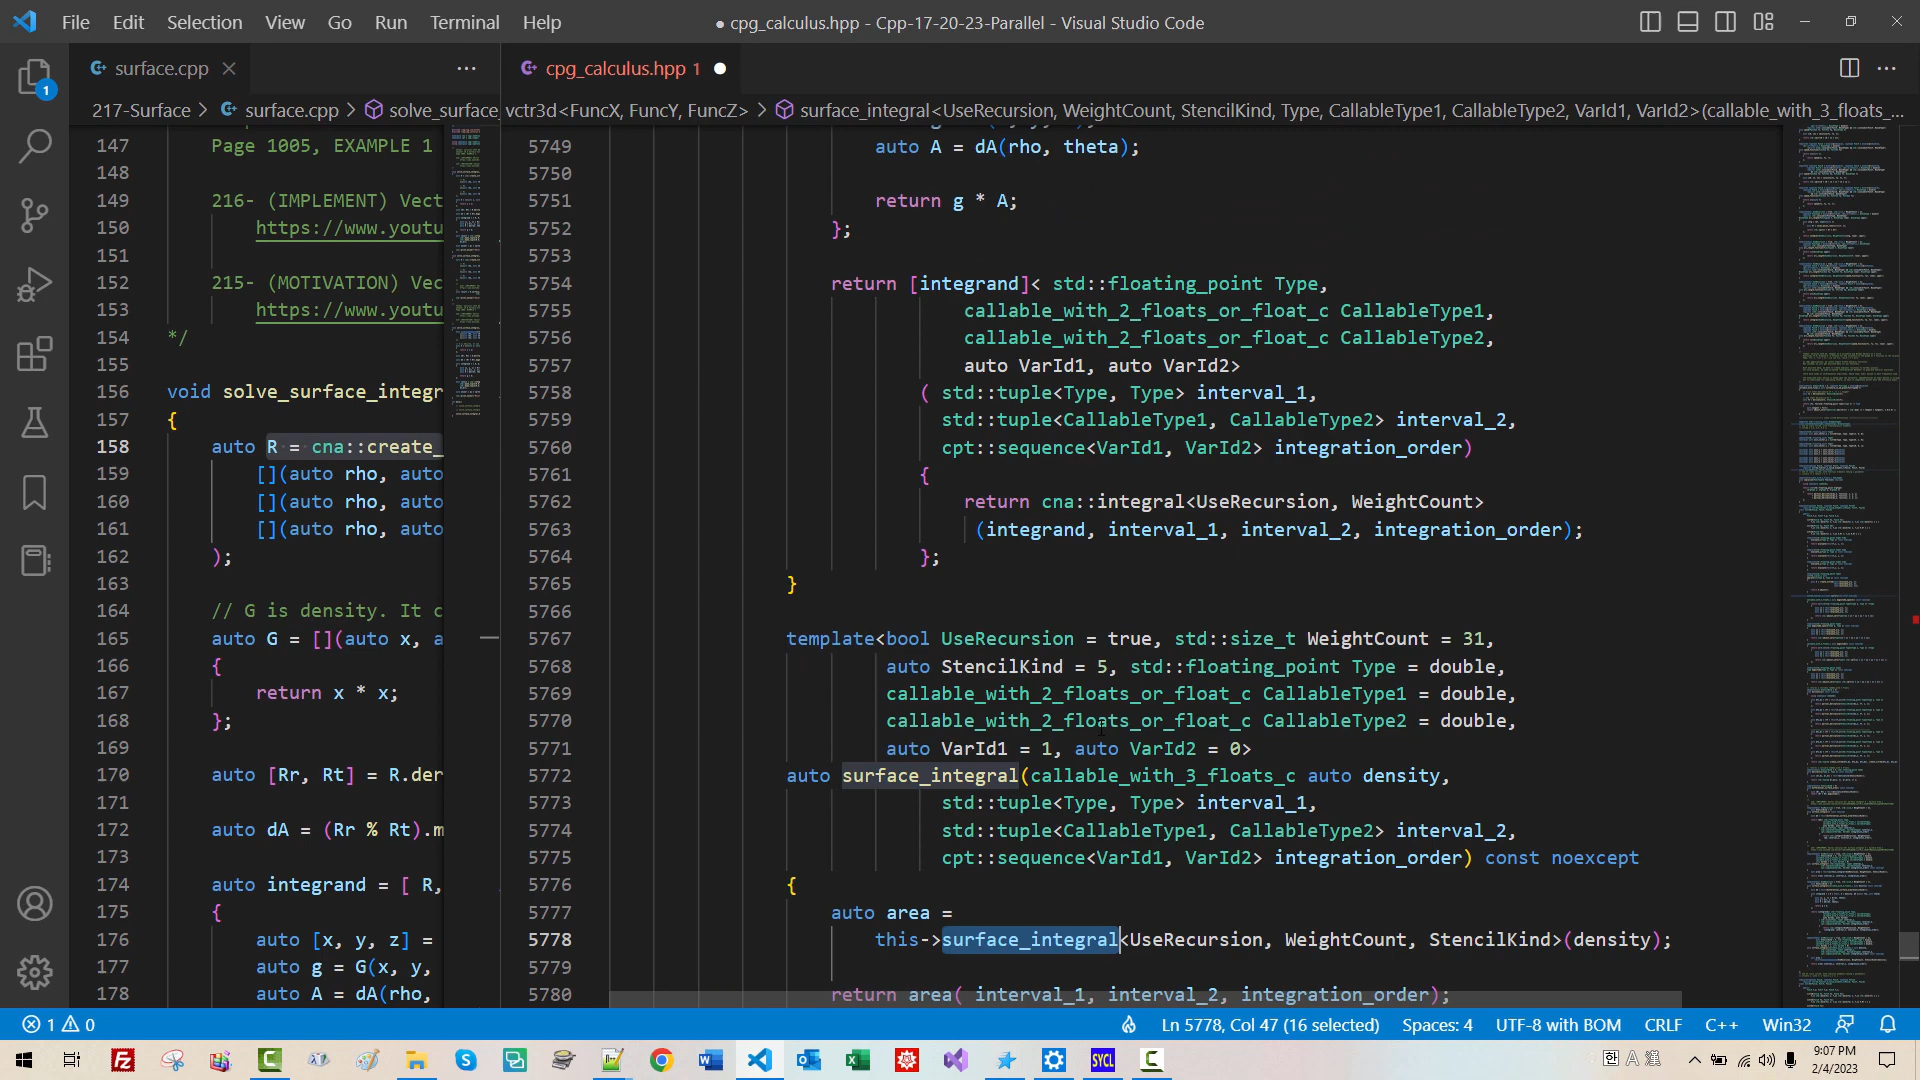 File Edit Selection View Go Run Terminal Help
● cpg_calculus.hpp - Cpp-17-20-23-Parallel - Visual Studio Code
surface.cpp
cpg_calculus.hpp 1
217-Surface > surface.cpp > solve_surface_
vctr3d<FuncX, FuncY, FuncZ> > surface_integral<UseRecursion, WeightCount, StencilKind, Type, CallableType1, CallableType2, VarId1, VarId2>(callable_with_3_floats_...
1
147 Page 1005, EXAMPLE 1
148
149 216- (IMPLEMENT) Vect
150 https://www.youtu
151
152 215- (MOTIVATION) Vec
153 https://www.youtu
154 */
155
156 void solve_surface_integr
157 {
158 auto R = cna::create_
159 [](auto rho, auto
160 [](auto rho, auto
161 [](auto rho, auto
162 );
163
164 // G is density. It c
165 auto G = [](auto x, a
166 {
167 return x * x;
168 };
169
170 auto [Rr, Rt] = R.der
171
172 auto dA = (Rr % Rt).m
173
174 auto integrand = [ R,
175 {
176 auto [x, y, z] =
177 auto g = G(x, y,
178 auto A = dA(rho,
5749 auto A = dA(rho, theta);
5750
5751 return g * A;
5752 };
5753
5754 return [integrand]< std::floating_point Type,
5755 callable_with_2_floats_or_float_c CallableType1,
5756 callable_with_2_floats_or_float_c CallableType2,
5757 auto VarId1, auto VarId2>
5758 ( std::tuple<Type, Type> interval_1,
5759 std::tuple<CallableType1, CallableType2> interval_2,
5760 cpt::sequence<VarId1, VarId2> integration_order)
5761 {
5762 return cna::integral<UseRecursion, WeightCount>
5763 (integrand, interval_1, interval_2, integration_order);
5764 };
5765 }
5766
5767 template<bool UseRecursion = true, std::size_t WeightCount = 31,
5768 auto StencilKind = 5, std::floating_point Type = double,
5769 callable_with_2_floats_or_float_c CallableType1 = double,
5770 callable_with_2_floats_or_float_c CallableType2 = double,
5771 auto VarId1 = 1, auto VarId2 = 0>
5772 auto surface_integral(callable_with_3_floats_c auto density,
5773 std::tuple<Type, Type> interval_1,
5774 std::tuple<CallableType1, CallableType2> interval_2,
5775 cpt::sequence<VarId1, VarId2> integration_order) const noexcept
5776 {
5777 auto area =
5778 this->surface_integral<UseRecursion, WeightCount, StencilKind>(density);
5779
5780 return area( interval_1, interval_2, integration_order);
1 0
Ln 5778, Col 47 (16 selected) Spaces: 4 UTF-8 with BOM CRLF C++ Win32
SYCL
한 A 漢
9:07 PM
2/4/2023